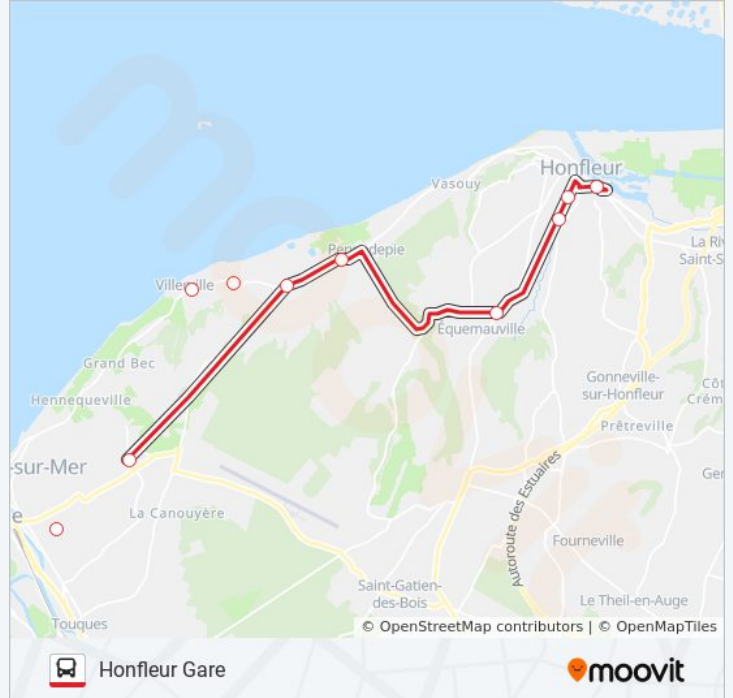 Honfleur
Vasouy
La Ri
Saint-S
Pennedepie
Villerville
Équemauville
Grand Bec
Gonneville-
sur-Honfleur
Côt
Crém
Hennequeville
Prêtreville
-sur-Mer
Ger
Autoroute des Estuaires
e
La Canouyère
Fourneville
Saint-Gatien-
des-Bois
Le Theil-en-Auge
Touques
© OpenStreetMap contributors | © OpenMapTiles
Honfleur Gare
moovit